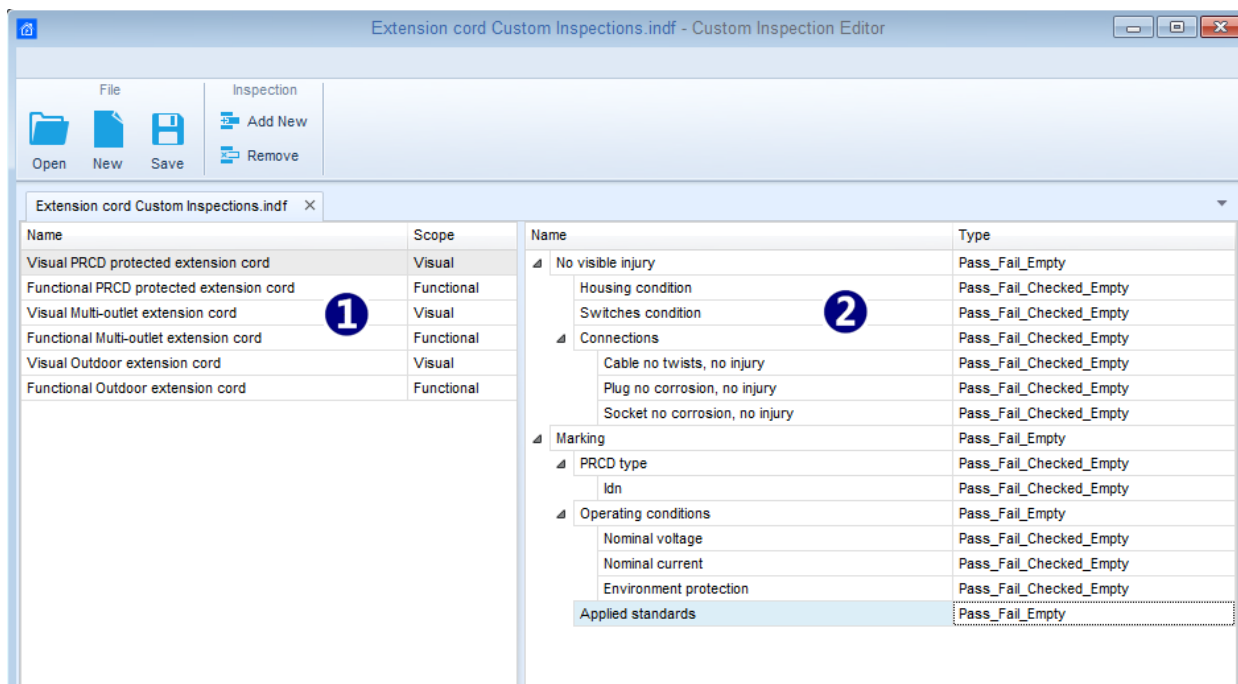 Extension cord Custom Inspections.indf - Custom Inspection Editor
File
Inspection
Open
New
Save
Add New
Remove
Extension cord Custom Inspections.indf
Name Scope
Visual PRCD protected extension cord Visual
Functional PRCD protected extension cord Functional
Visual Multi-outlet extension cord Visual
Functional Multi-outlet extension cord Functional
Visual Outdoor extension cord Visual
Functional Outdoor extension cord Functional
1
Name Type
No visible injury Pass_Fail_Empty
Housing condition Pass_Fail_Checked_Empty
Switches condition Pass_Fail_Checked_Empty
Connections Pass_Fail_Checked_Empty
Cable no twists, no injury Pass_Fail_Checked_Empty
Plug no corrosion, no injury Pass_Fail_Checked_Empty
Socket no corrosion, no injury Pass_Fail_Checked_Empty
Marking Pass_Fail_Empty
PRCD type Pass_Fail_Checked_Empty
Idn Pass_Fail_Checked_Empty
Operating conditions Pass_Fail_Empty
Nominal voltage Pass_Fail_Checked_Empty
Nominal current Pass_Fail_Checked_Empty
Environment protection Pass_Fail_Checked_Empty
Applied standards Pass_Fail_Empty
2